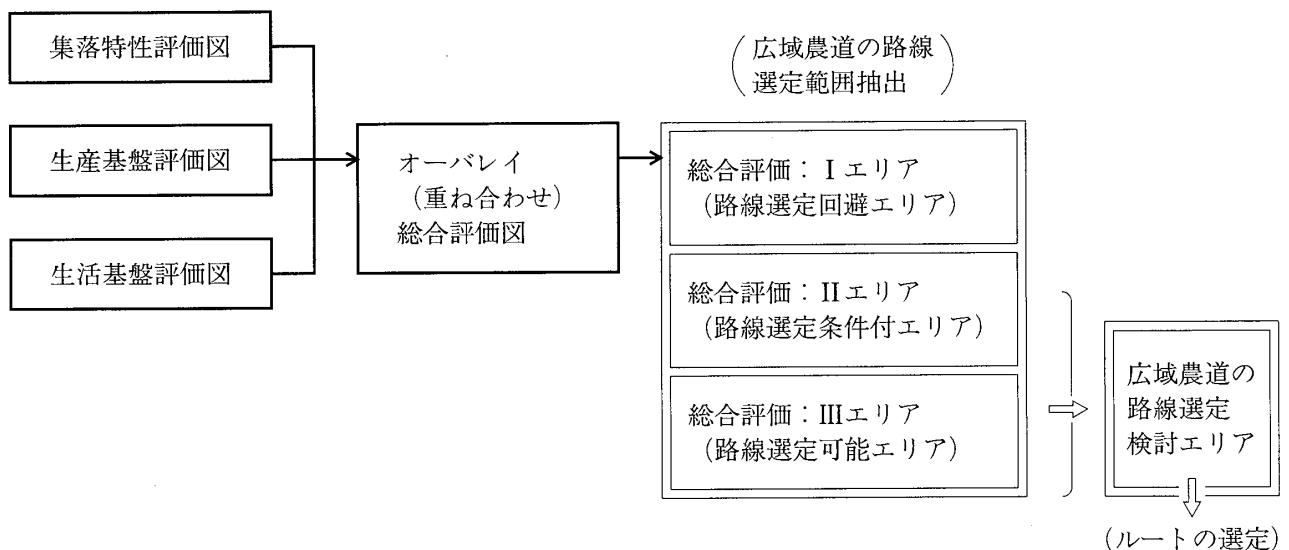 集落特性評価図
生産基盤評価図
生活基盤評価図
オーバレイ
(重ね合わせ)
総合評価図
(広域農道の路線
選定範囲抽出)
総合評価:Ⅰエリア
(路線選定回避エリア)
総合評価:Ⅱエリア
(路線選定条件付エリア)
総合評価:Ⅲエリア
(路線選定可能エリア)
広域農道の
路線選定
検討エリア
(ルートの選定)